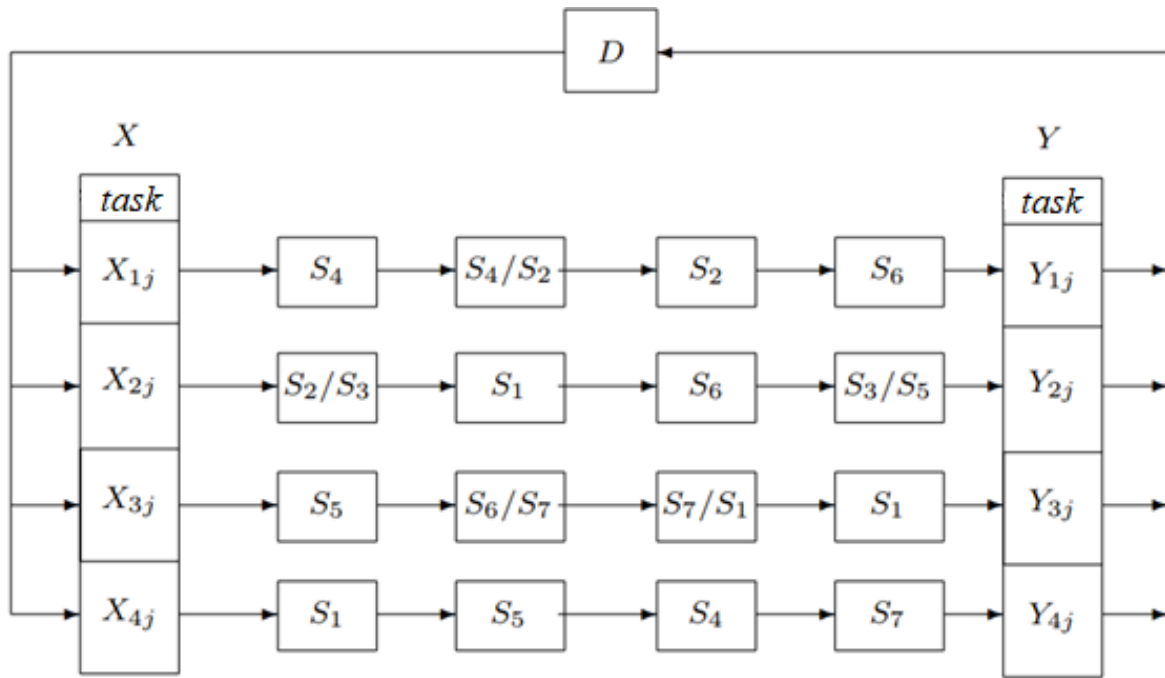 D
X Y
task task
X1j S4 S4/S2 S2 S6 Y1j
X2j S2/S3 S1 S6 S3/S5 Y2j
X3j S5 S6/S7 S7/S1 S1 Y3j
X4j S1 S5 S4 S7 Y4j